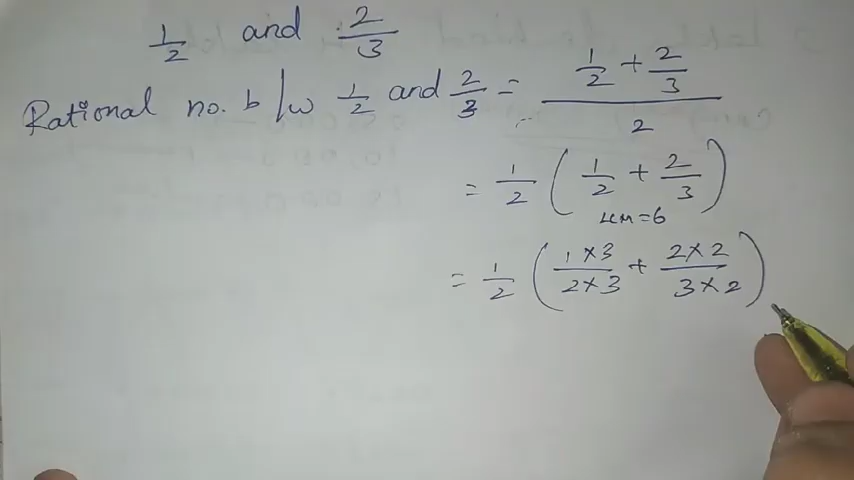 1/2 and 2/3
Rational no. b/w 1/2 and 2/3 = (1/2 + 2/3)/2
= 1/2 (1/2 + 2/3)
LCM=6
= 1/2 ((1×3)/(2×3) + (2×2)/(3×2))